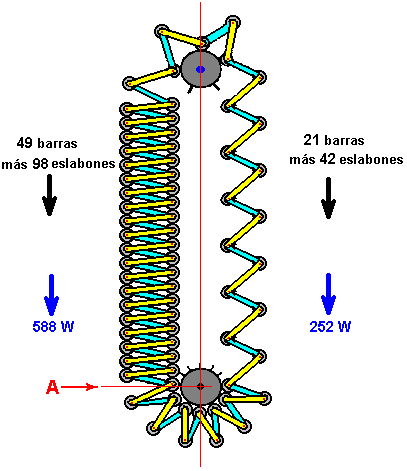 49 barras
más 98 eslabones
21 barras
más 42 eslabones
588 W
252 W
A